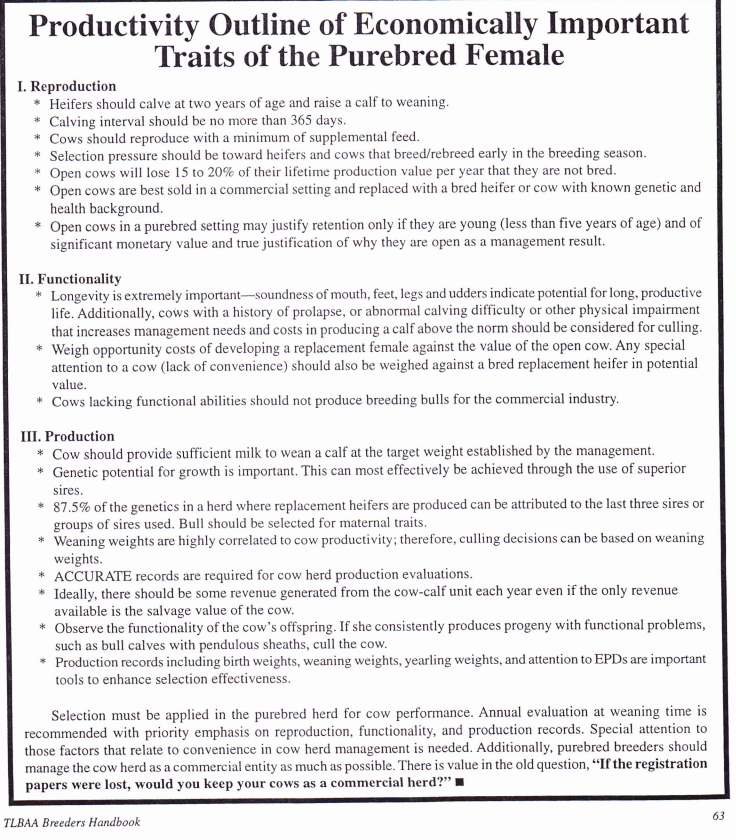 Productivity Outline of Economically Important
Traits of the Purebred Female
I. Reproduction
* Heifers should calve at two years of age and raise a calf to weaning.
* Calving interval should be no more than 365 days.
* Cows should reproduce with a minimum of supplemental feed.
* Selection pressure should be toward heifers and cows that breed/rebreed early in the breeding season.
* Open cows will lose 15 to 20% of their lifetime production value per year that they are not bred.
* Open cows are best sold in a commercial setting and replaced with a bred heifer or cow with known genetic and
health background.
* Open cows in a purebred setting may justify retention only if they are young (less than five years of age) and of
significant monetary value and true justification of why they are open as a management result.
II. Functionality
* Longevity is extremely important—soundness of mouth, feet, legs and udders indicate potential for long, productive
life. Additionally, cows with a history of prolapse, or abnormal calving difficulty or other physical impairment
that increases management needs and costs in producing a calf above the norm should be considered for culling.
* Weigh opportunity costs of developing a replacement female against the value of the open cow. Any special
attention to a cow (lack of convenience) should also be weighed against a bred replacement heifer in potential
value.
* Cows lacking functional abilities should not produce breeding bulls for the commercial industry.
III. Production
* Cow should provide sufficient milk to wean a calf at the target weight established by the management.
* Genetic potential for growth is important. This can most effectively be achieved through the use of superior
sires.
* 87.5% of the genetics in a herd where replacement heifers are produced can be attributed to the last three sires or
groups of sires used. Bull should be selected for maternal traits.
* Weaning weights are highly correlated to cow productivity; therefore, culling decisions can be based on weaning
weights.
* ACCURATE records are required for cow herd production evaluations.
* Ideally, there should be some revenue generated from the cow-calf unit each year even if the only revenue
available is the salvage value of the cow.
* Observe the functionality of the cow's offspring. If she consistently produces progeny with functional problems,
such as bull calves with pendulous sheaths, cull the cow.
* Production records including birth weights, weaning weights, yearling weights, and attention to EPDs are important
tools to enhance selection effectiveness.
Selection must be applied in the purebred herd for cow performance. Annual evaluation at weaning time is
recommended with priority emphasis on reproduction, functionality, and production records. Special attention to
those factors that relate to convenience in cow herd management is needed. Additionally, purebred breeders should
manage the cow herd as a commercial entity as much as possible. There is value in the old question, “If the registration
papers were lost, would you keep your cows as a commercial herd?” ■
TLBAA Breeders Handbook
63